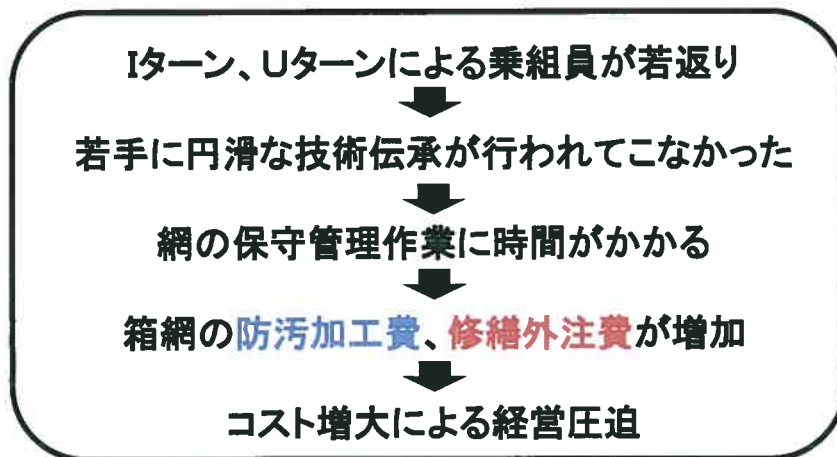 Iターン、Uターンによる乗組員が若返り
若手に円滑な技術伝承が行われてこなかった
網の保守管理作業に時間がかかる
箱網の防汚加工費、修繕外注費が増加
コスト増大による経営圧迫